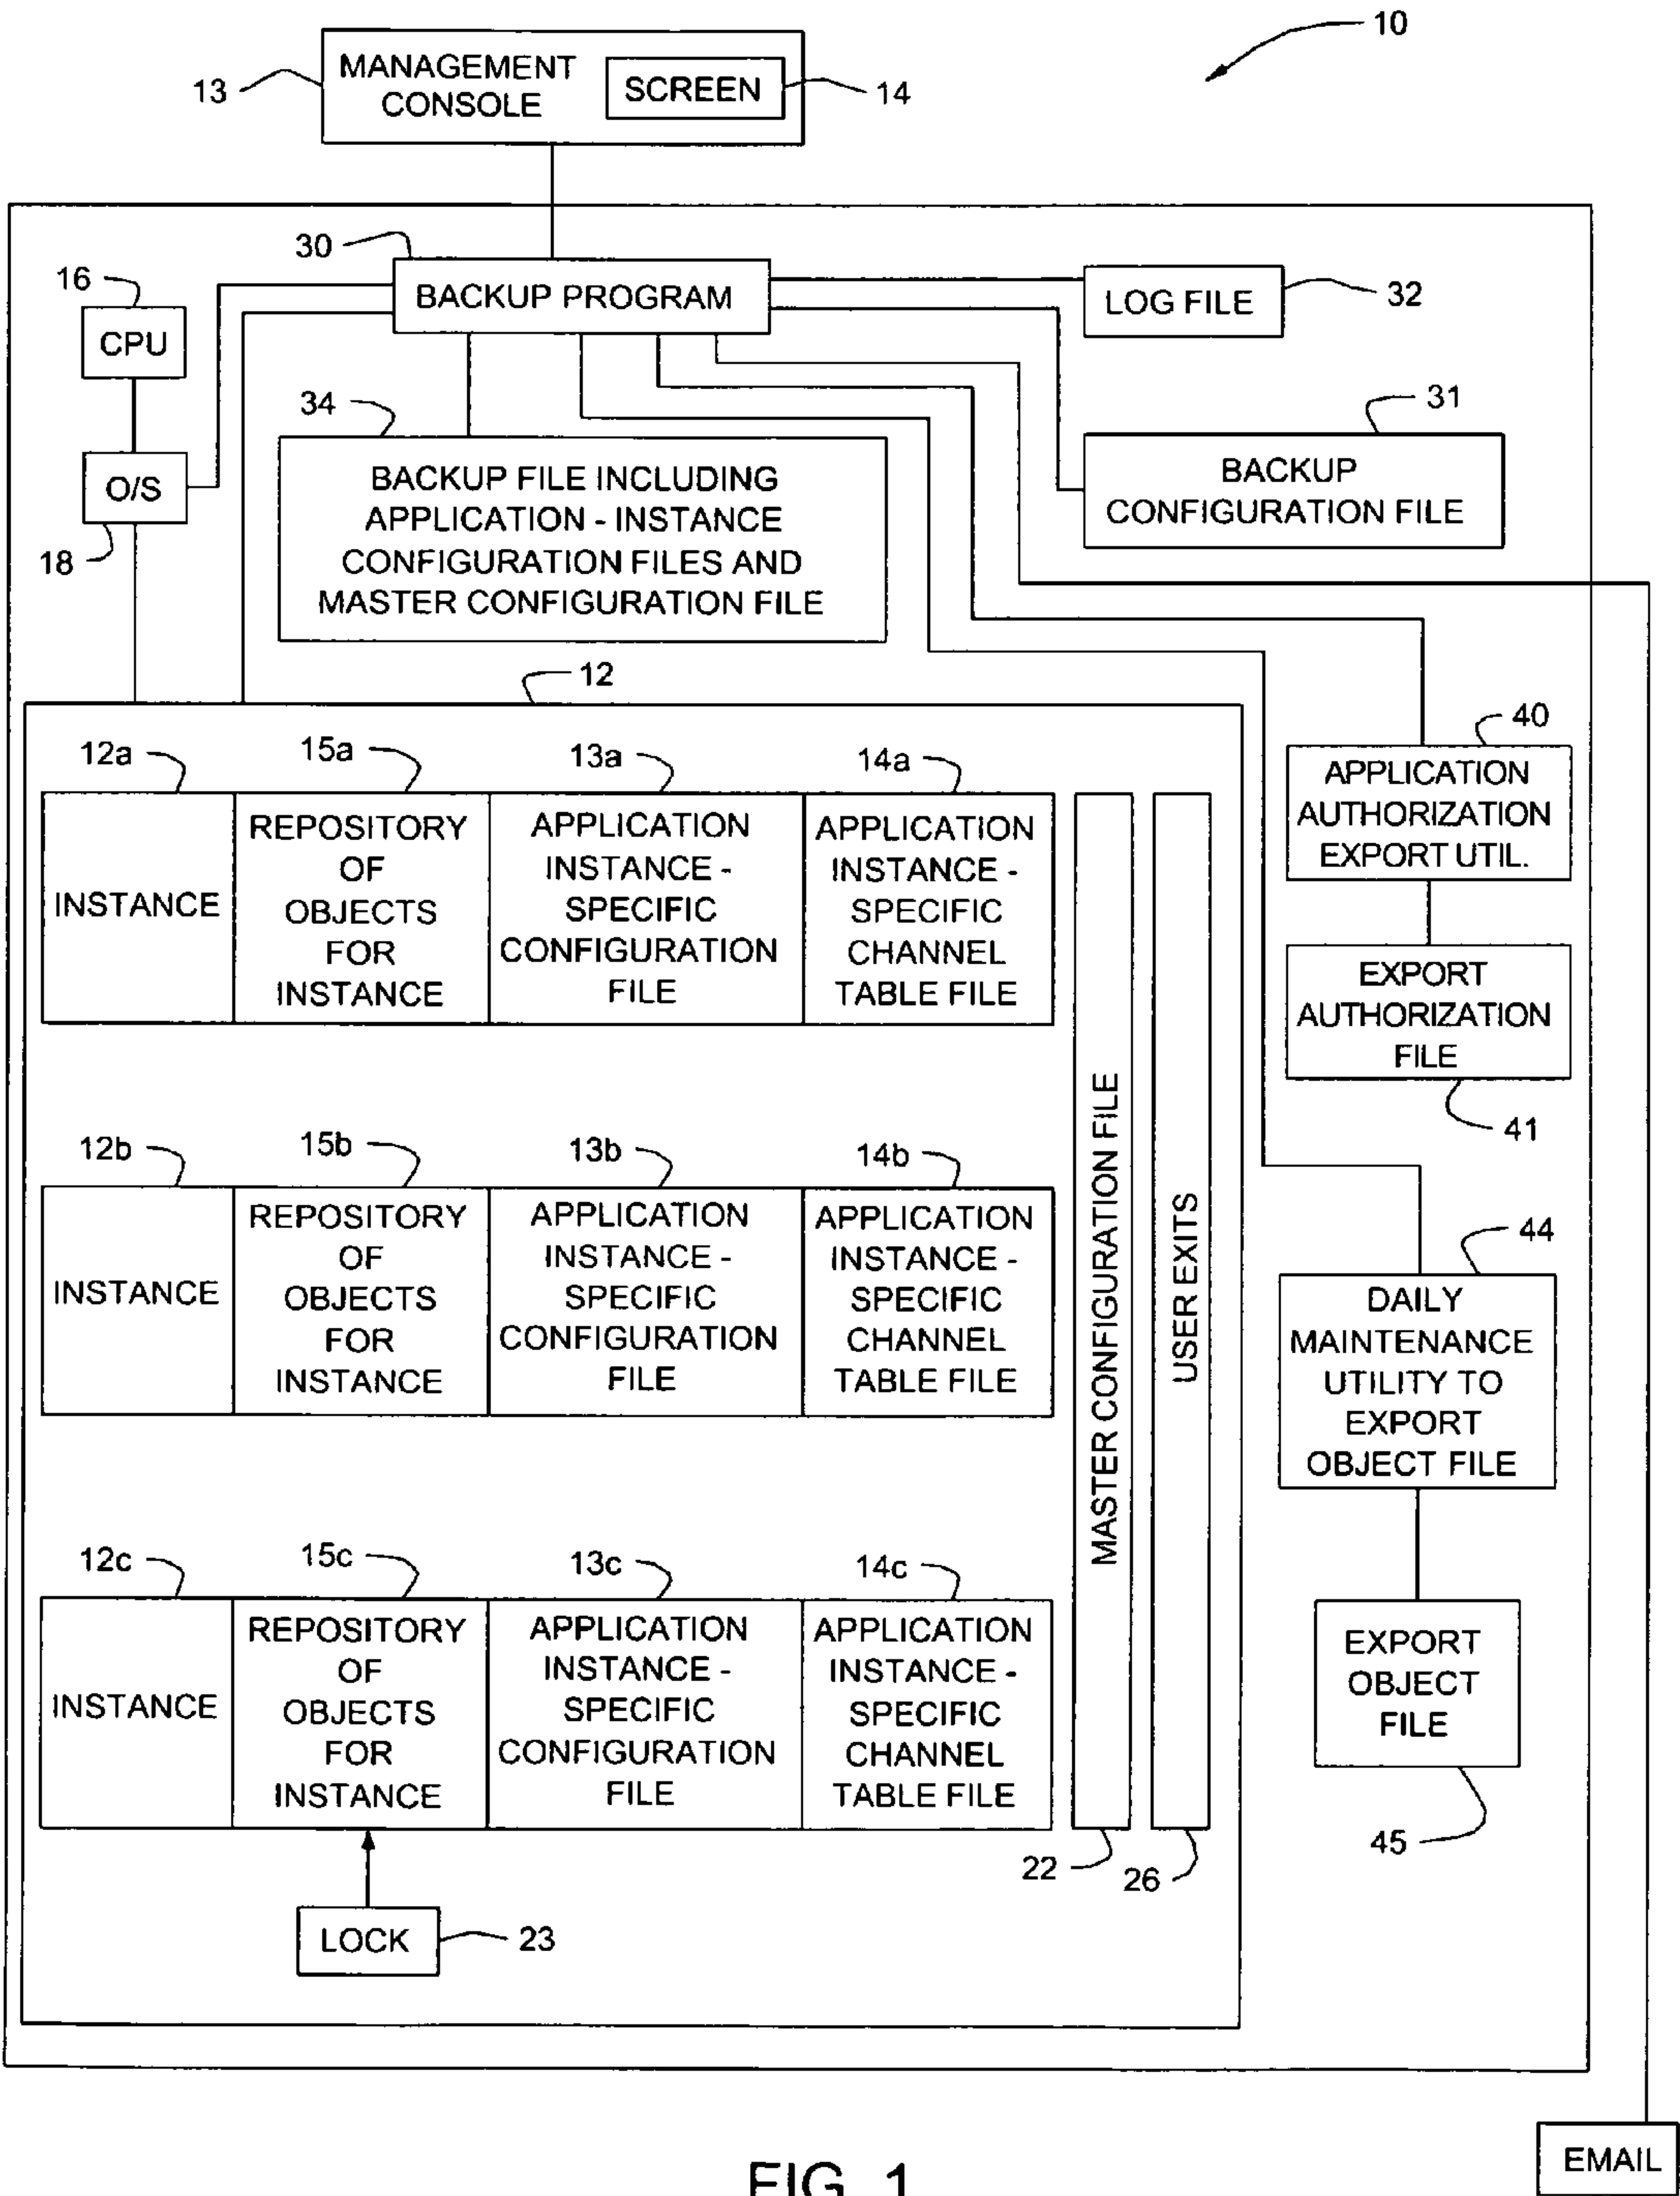 10
MANAGEMENT
CONSOLE
SCREEN
13
14
30
BACKUP PROGRAM
16
CPU
LOG FILE
32
34
31
O/S
18
BACKUP FILE INCLUDING
APPLICATION - INSTANCE
CONFIGURATION FILES AND
MASTER CONFIGURATION FILE
BACKUP
CONFIGURATION FILE
12
12a
15a
13a
14a
INSTANCE
REPOSITORY
OF
OBJECTS
FOR
INSTANCE
APPLICATION
INSTANCE -
SPECIFIC
CONFIGURATION
FILE
APPLICATION
INSTANCE -
SPECIFIC
CHANNEL
TABLE FILE
40
APPLICATION
AUTHORIZATION
EXPORT UTIL.
EXPORT
AUTHORIZATION
FILE
41
12b
15b
13b
14b
INSTANCE
REPOSITORY
OF
OBJECTS
FOR
INSTANCE
APPLICATION
INSTANCE -
SPECIFIC
CONFIGURATION
FILE
APPLICATION
INSTANCE -
SPECIFIC
CHANNEL
TABLE FILE
MASTER CONFIGURATION FILE
USER EXITS
44
DAILY
MAINTENANCE
UTILITY TO
EXPORT
OBJECT FILE
12c
15c
13c
14c
INSTANCE
REPOSITORY
OF
OBJECTS
FOR
INSTANCE
APPLICATION
INSTANCE -
SPECIFIC
CONFIGURATION
FILE
APPLICATION
INSTANCE -
SPECIFIC
CHANNEL
TABLE FILE
EXPORT
OBJECT
FILE
45
22
26
LOCK
23
EMAIL
FIG. 1